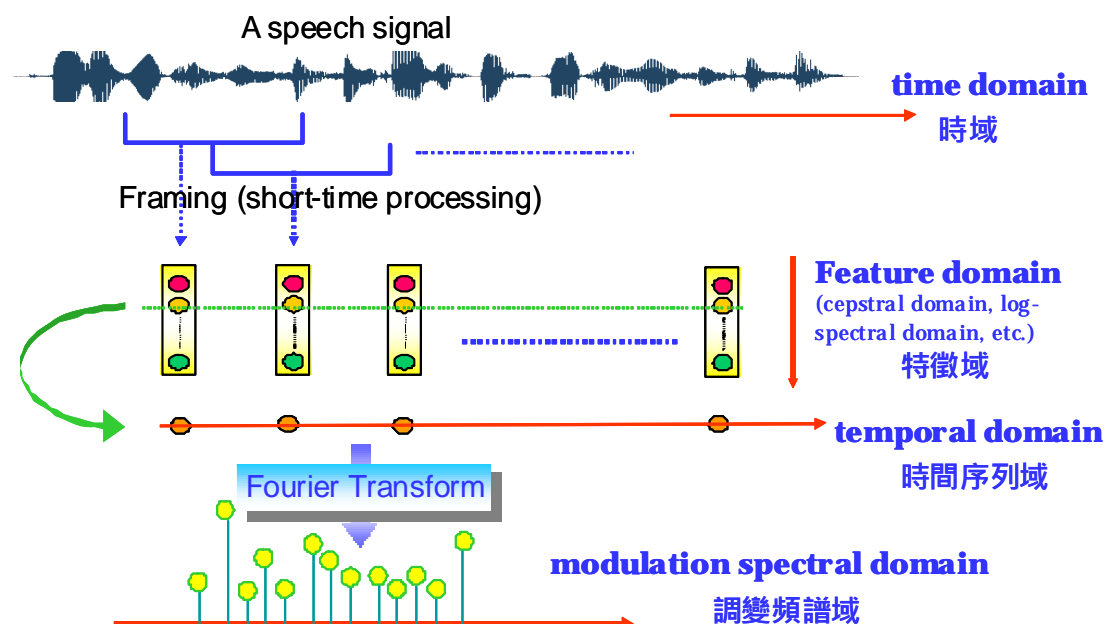 A speech signal
time domain
時域
Framing (short-time processing)
Feature domain
(cepstral domain, log-
spectral domain, etc.)
特徵域
temporal domain
時間序列域
Fourier Transform
modulation spectral domain
調變頻譜域